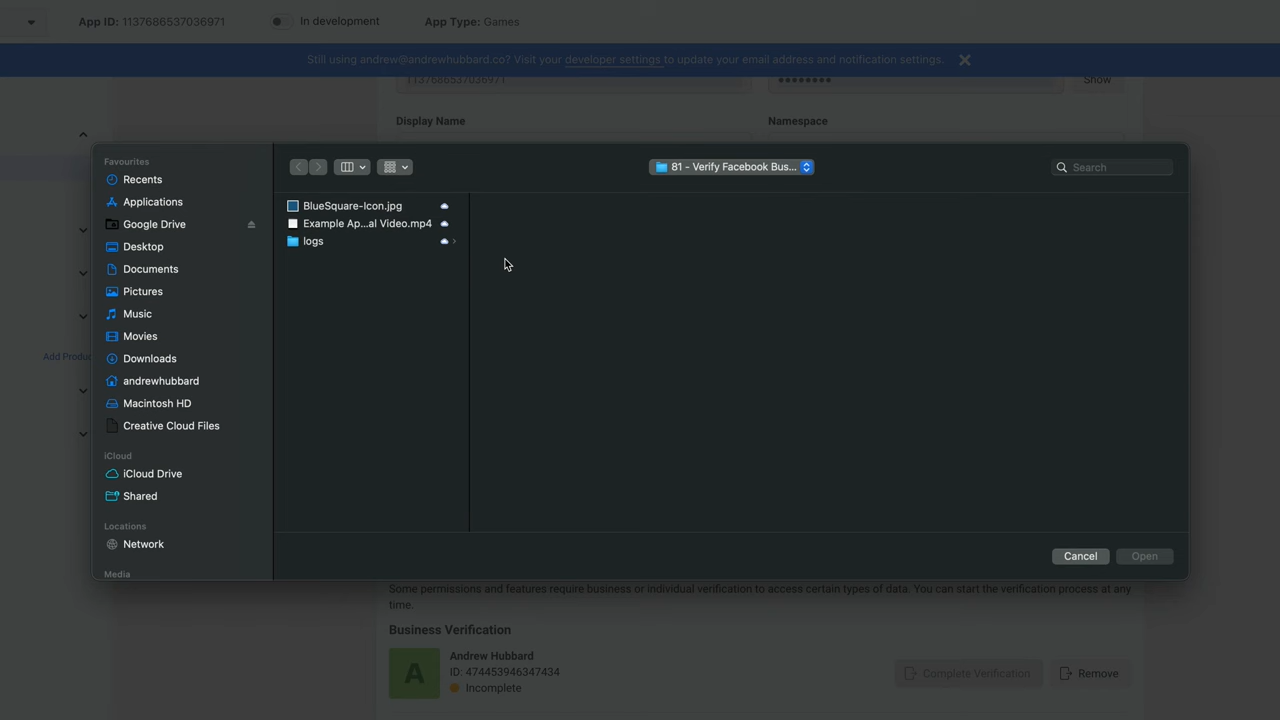 App ID: 1137686537036971
In development
App Type: Games
Still using andrew@andrewhubbard.co? Visit your developer settings to update your email address and notification settings.
1137686537036971
••••••••
Show
Display Name
Namespace
Favourites
Recents
Applications
Google Drive
Desktop
Documents
Pictures
Music
Movies
Downloads
andrewhubbard
Macintosh HD
Creative Cloud Files
iCloud
iCloud Drive
Shared
Locations
Network
Media
81 - Verify Facebook Bus...
Search
BlueSquare-Icon.jpg
Example Ap...al Video.mp4
logs
Cancel
Open
Add Produc
Some permissions and features require business or individual verification to access certain types of data. You can start the verification process at any
time.
Business Verification
A
Andrew Hubbard
ID: 474453946347434
Incomplete
Complete Verification
Remove